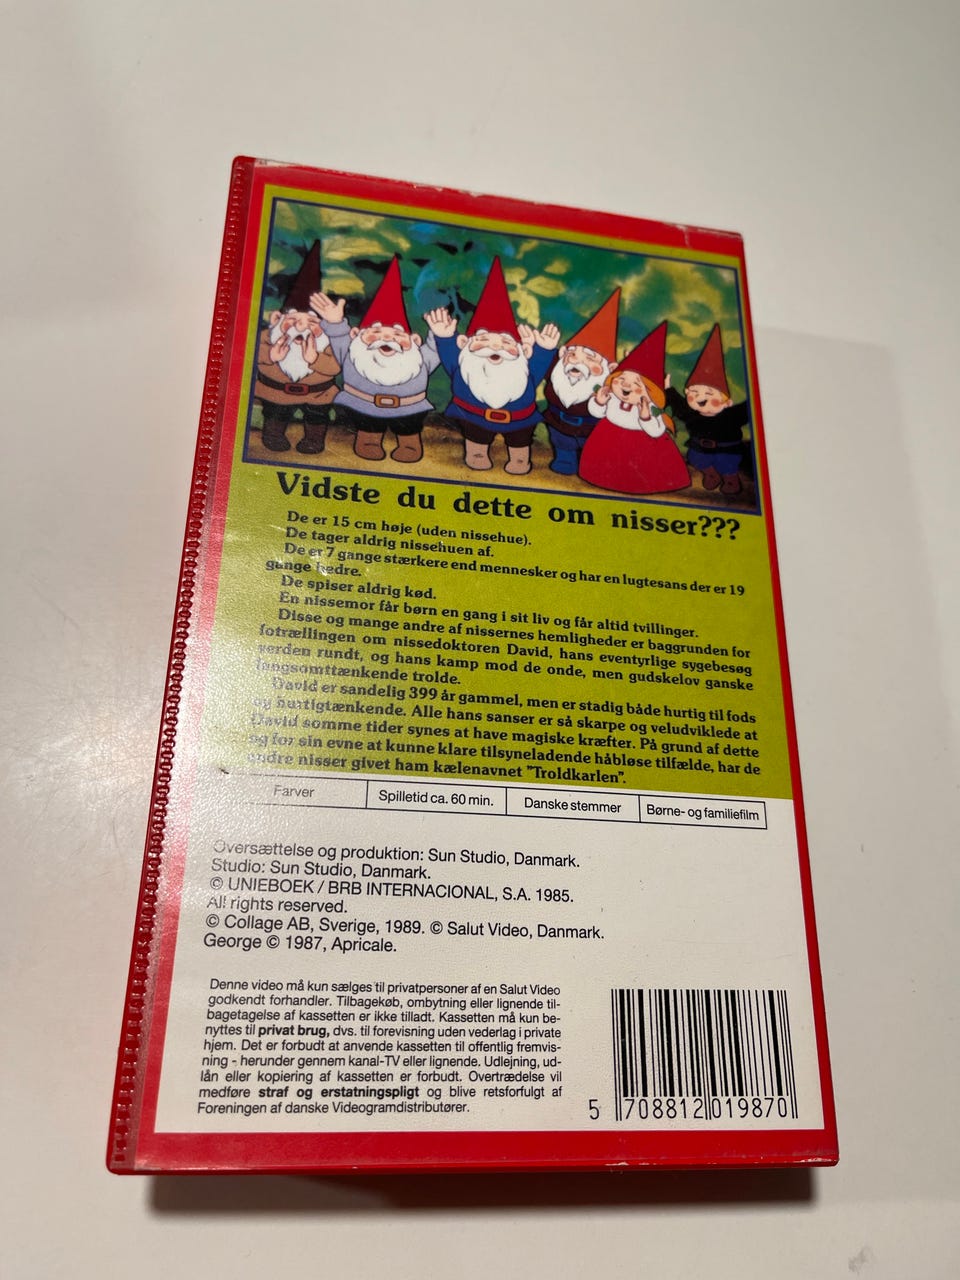 Vidste du dette om nisser???
De er 15 cm høje (uden nissehue).
De tager aldrig nissehuen af.
De er 7 gange stærkere end mennesker og har en lugtesans der er 19
gange bedre.
De spiser aldrig kød.
En nissemor får børn en gang i sit liv og får altid tvillinger.
Disse og mange andre af nissernes hemligheder er baggrunden for
fotrællingen om nissedoktoren David, hans eventyrlige sygebesøg
verden rundt, og hans kamp mod de onde, men gudskelov ganske
langsomttænkende trolde.
David er sandelig 399 år gammel, men er stadig både hurtig til fods
og hurtigtænkende. Alle hans sanser er så skarpe og veludviklede at
David somme tider synes at have magiske kræfter. På grund af dette
og for sin evne at kunne klare tilsyneladende håbløse tilfælde, har de
andre nisser givet ham kælenavnet "Troldkarlen".
Farver Spilletid ca. 60 min. Danske stemmer Børne- og familiefilm
Oversættelse og produktion: Sun Studio, Danmark.
Studio: Sun Studio, Danmark.
© UNIEBOEK / BRB INTERNACIONAL, S.A. 1985.
All rights reserved.
© Collage AB, Sverige, 1989. © Salut Video, Danmark.
George © 1987, Apricale.
Denne video må kun sælges til privatpersoner af en Salut Video
godkendt forhandler. Tilbagekøb, ombytning eller lignende til-
bagetagelse af kassetten er ikke tilladt. Kassetten må kun be-
nyttes til privat brug, dvs. til forevisning uden vederlag i private
hjem. Det er forbudt at anvende kassetten til offentlig fremvis-
ning - herunder gennem kanal-TV eller lignende. Udlejning, ud-
lån eller kopiering af kassetten er forbudt. Overtrædelse vil
medføre straf og erstatningspligt og blive retsforfulgt af
Foreningen af danske Videogramdistributører.
5 708812 019870